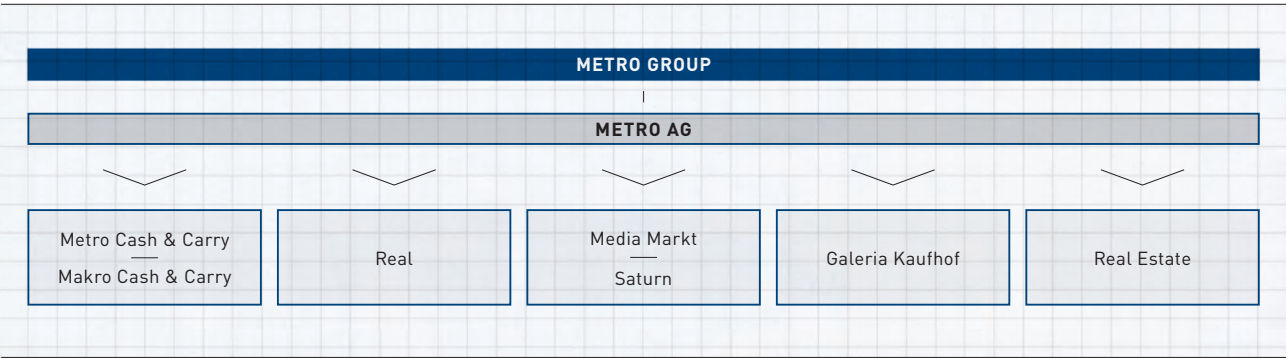 METRO GROUP
METRO AG
Metro Cash & Carry
Makro Cash & Carry
Real
Media Markt
Saturn
Galeria Kaufhof
Real Estate